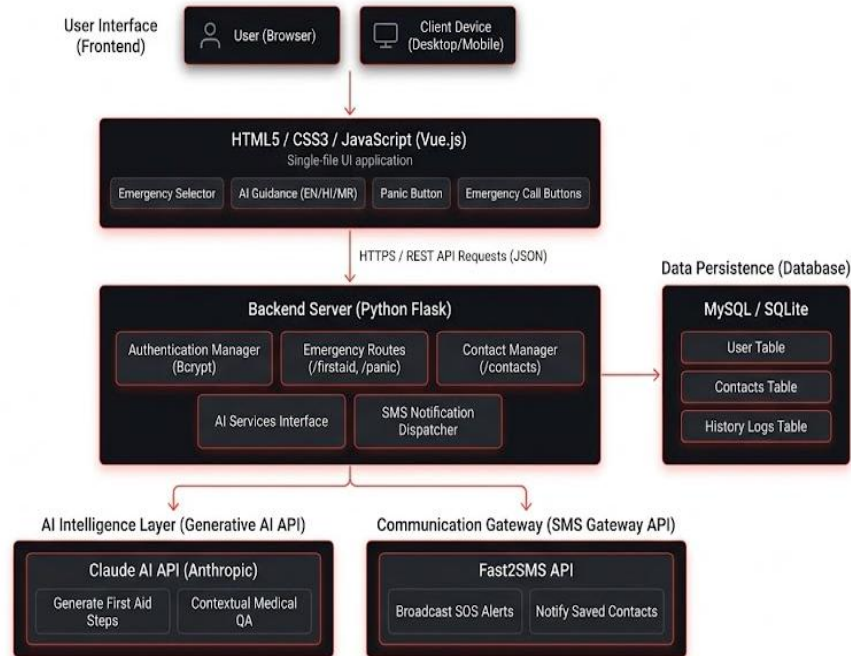 User Interface
(Frontend)
User (Browser)
Client Device
(Desktop/Mobile)
HTML5 / CSS3 / JavaScript (Vue.js)
Single-file UI application
Emergency Selector
AI Guidance (EN/HI/MR)
Panic Button
Emergency Call Buttons
HTTPS / REST API Requests (JSON)
Backend Server (Python Flask)
Authentication Manager
(Bcrypt)
Emergency Routes
(/firstaid, /panic)
Contact Manager
(/contacts)
AI Services Interface
SMS Notification
Dispatcher
Data Persistence (Database)
MySQL / SQLite
User Table
Contacts Table
History Logs Table
AI Intelligence Layer (Generative AI API)
Claude AI API (Anthropic)
Generate First Aid
Steps
Contextual Medical
QA
Communication Gateway (SMS Gateway API)
Fast2SMS API
Broadcast SOS Alerts
Notify Saved Contacts